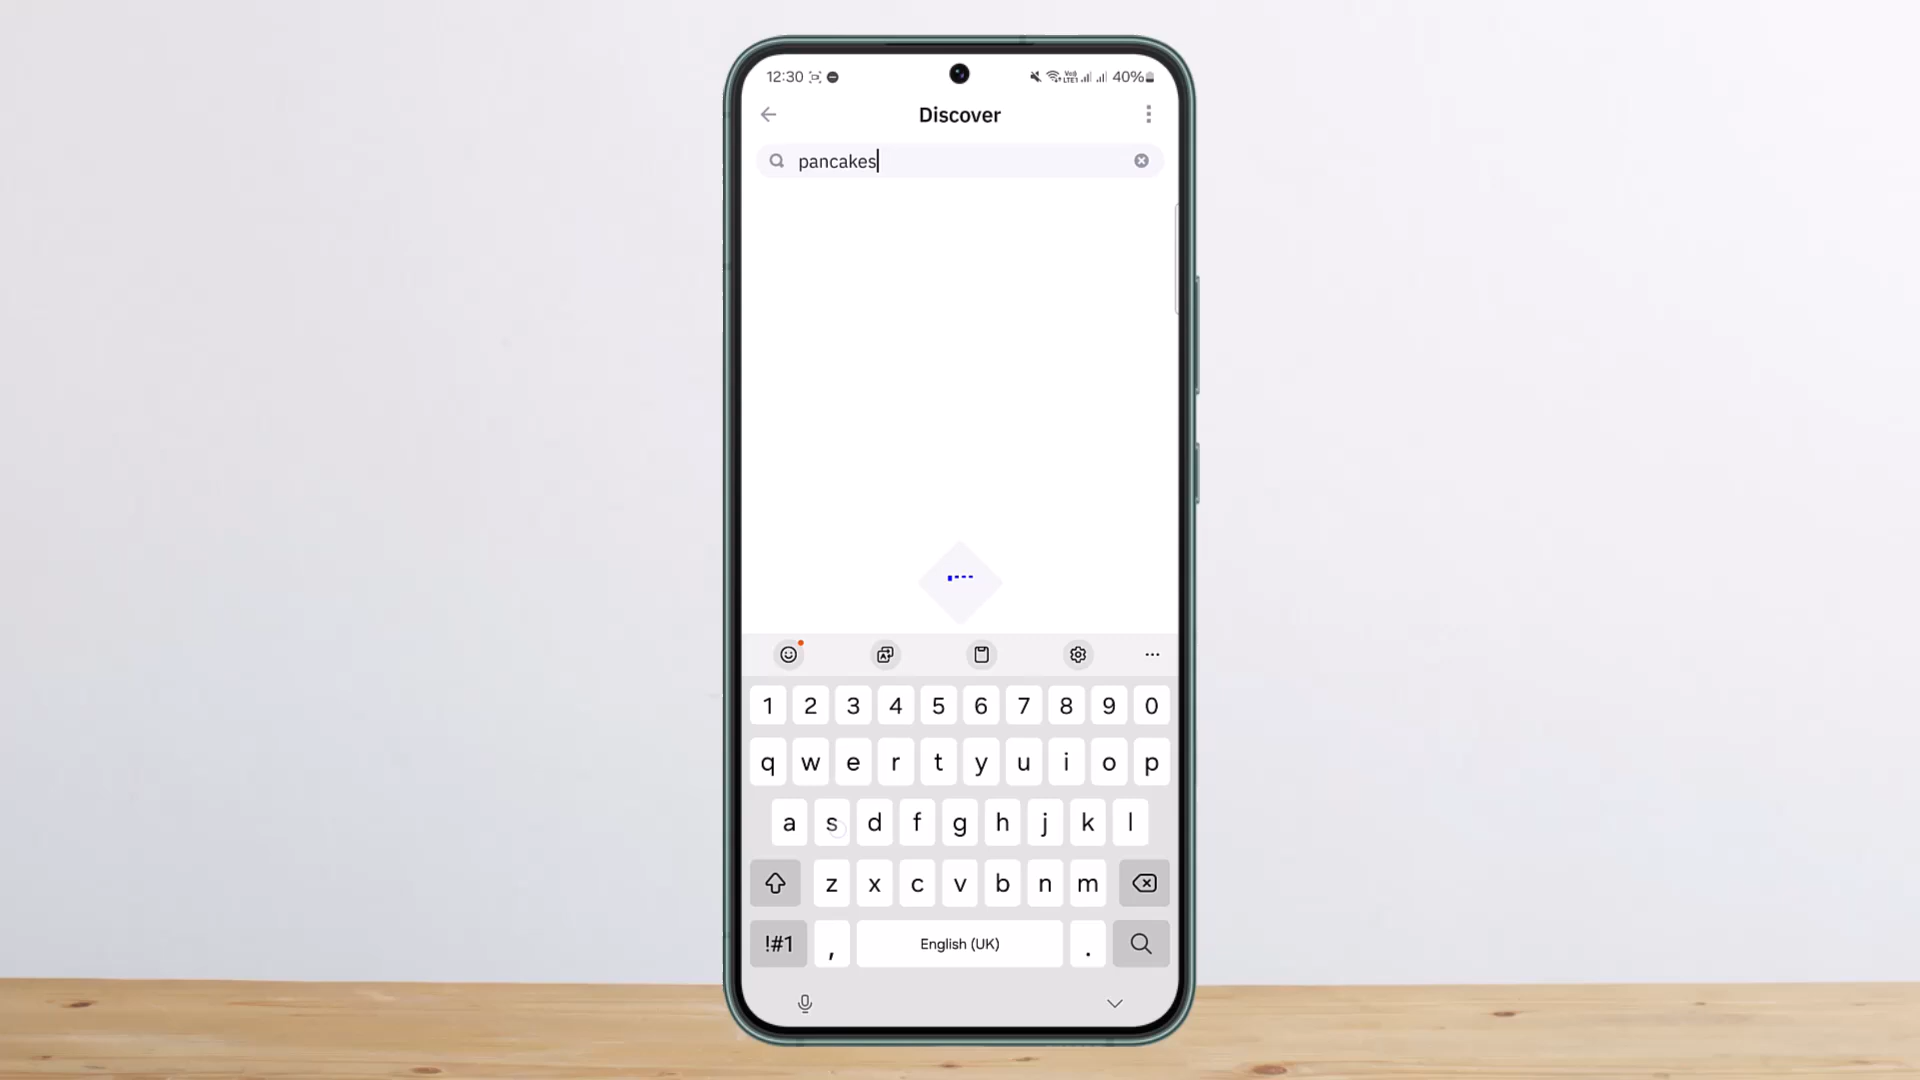 12:30 40%
Discover
pancakes
1 2 3 4 5 6 7 8 9 0
q w e r t y u i o p
a s d f g h j k l
z x c v b n m
!#1 , English (UK) .